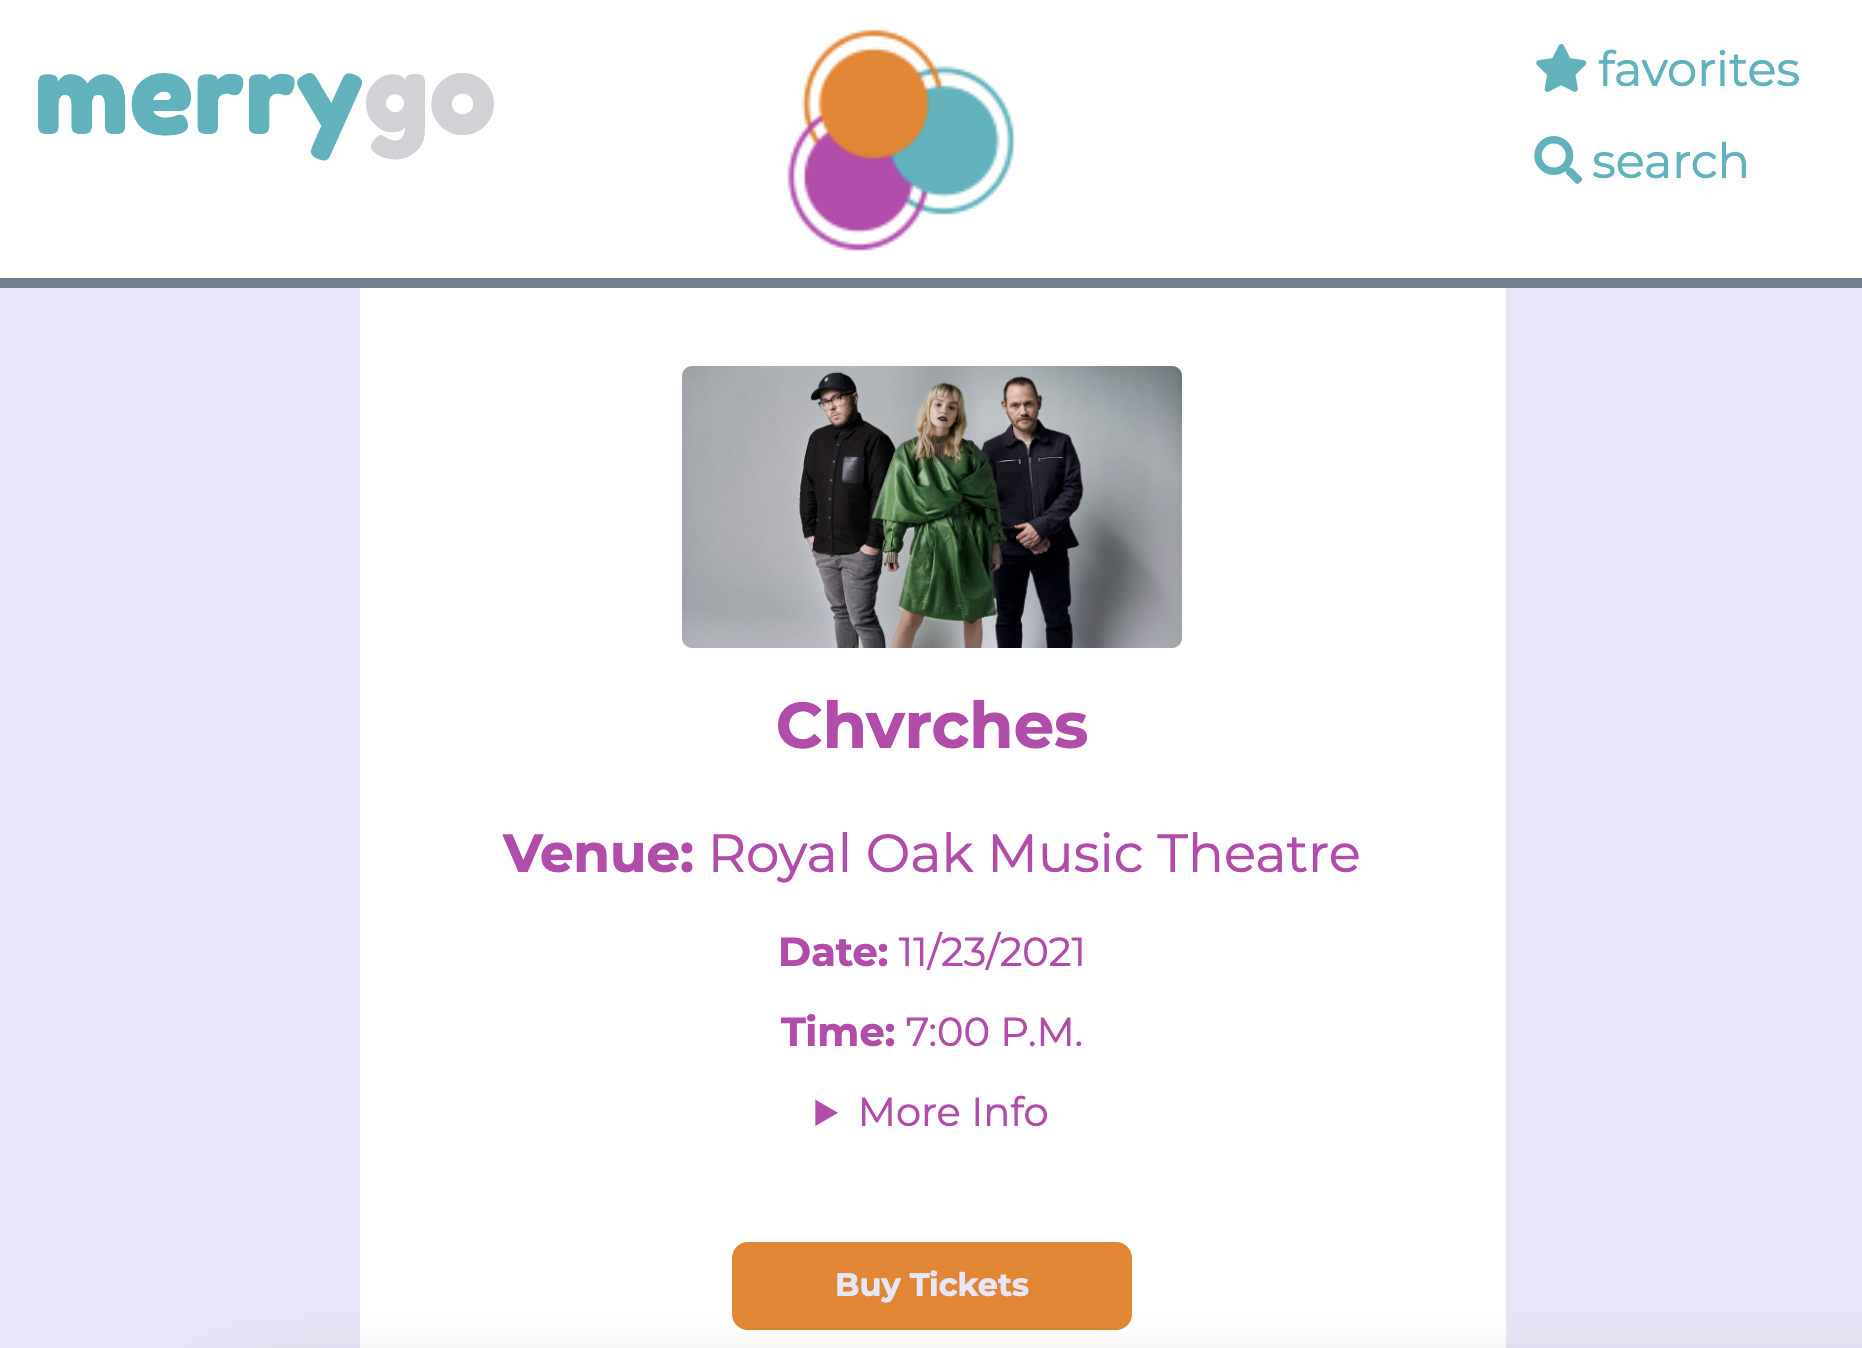 merrygo
favorites
search
Chvrches
Venue: Royal Oak Music Theatre
Date: 11/23/2021
Time: 7:00 P.M.
More Info
Buy Tickets